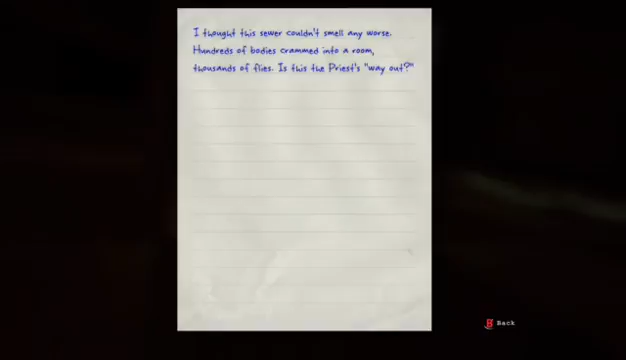 I thought this sewer couldn't smell any worse.
Hundreds of bodies crammed into a room,
thousands of flies. Is this the Priest's "way out?"
Back